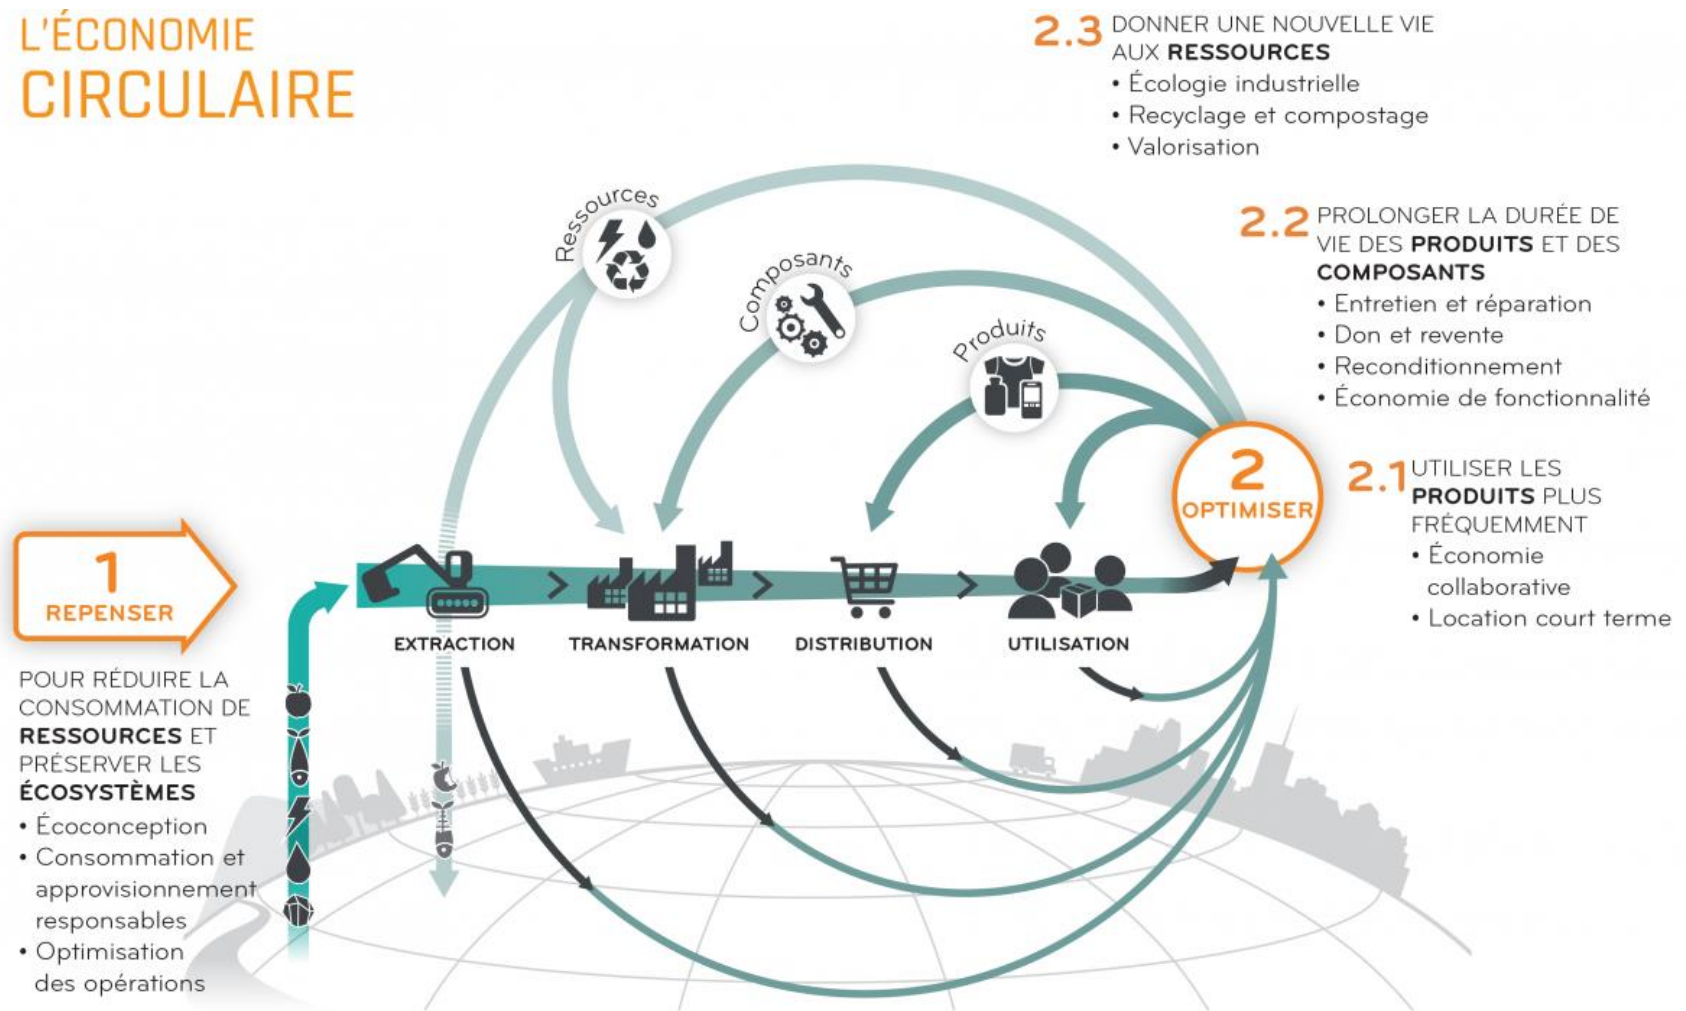 L'ÉCONOMIE
CIRCULAIRE
2.3 DONNER UNE NOUVELLE VIE
AUX RESSOURCES
• Écologie industrielle
• Recyclage et compostage
• Valorisation
2.2 PROLONGER LA DURÉE DE
VIE DES PRODUITS ET DES
COMPOSANTS
• Entretien et réparation
• Don et revente
• Reconditionnement
• Économie de fonctionnalité
2.1 UTILISER LES
PRODUITS PLUS
FRÉQUEMMENT
• Économie
collaborative
• Location court terme
Ressources
Composants
Produits
2
OPTIMISER
1
REPENSER
EXTRACTION
TRANSFORMATION
DISTRIBUTION
UTILISATION
POUR RÉDUIRE LA
CONSOMMATION DE
RESSOURCES ET
PRÉSERVER LES
ÉCOSYSTÈMES
• Écoconception
• Consommation et
approvisionnement
responsables
• Optimisation
des opérations